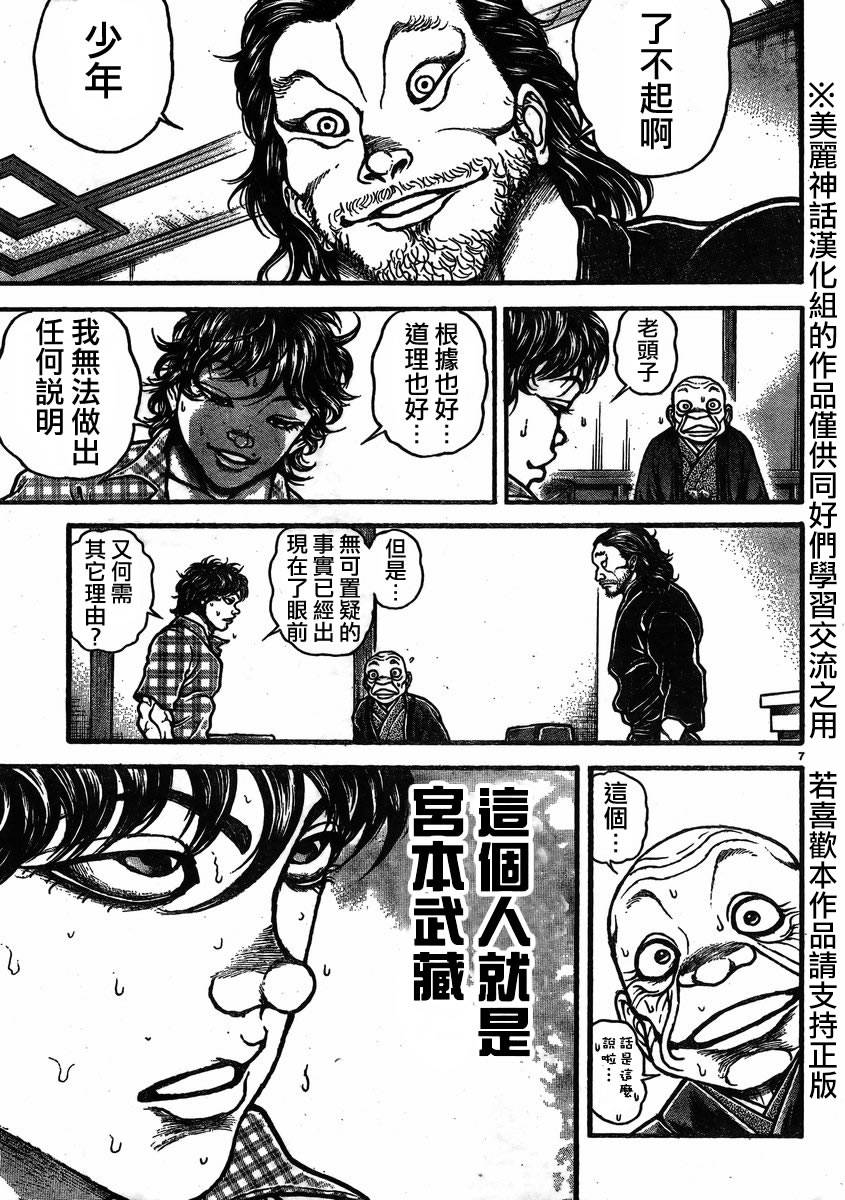 了不起啊
少年
老頭子
根據也好…
道理也好…
我無法做出
任何説明
但是…
無可置疑的
事實已經出
現在了眼前
又何需
其它理由？
7
這個…
話是這麼
說啦…
這個人就是
宮本武藏
※美麗神話漢化組的作品僅供同好們學習交流之用　若喜歡本作品請支持正版